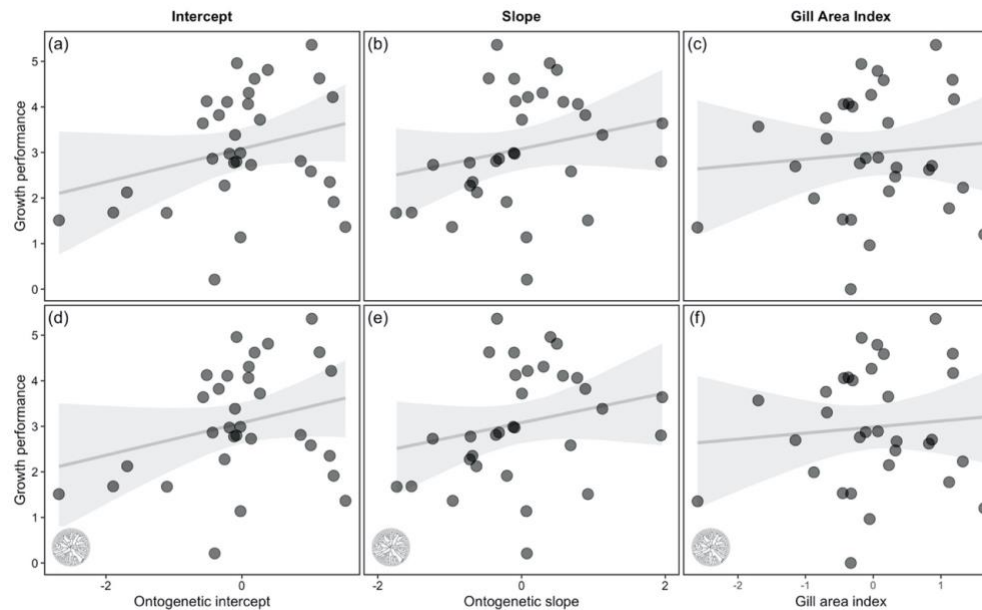 Intercept Slope Gill Area Index
(a) (b) (c)
Growth performance
5
4
3
2
1
0
(d) (e) (f)
Growth performance
5
4
3
2
1
0
-2 0 -2 0 2 -2 -1 0 1
Ontogenetic intercept Ontogenetic slope Gill area index